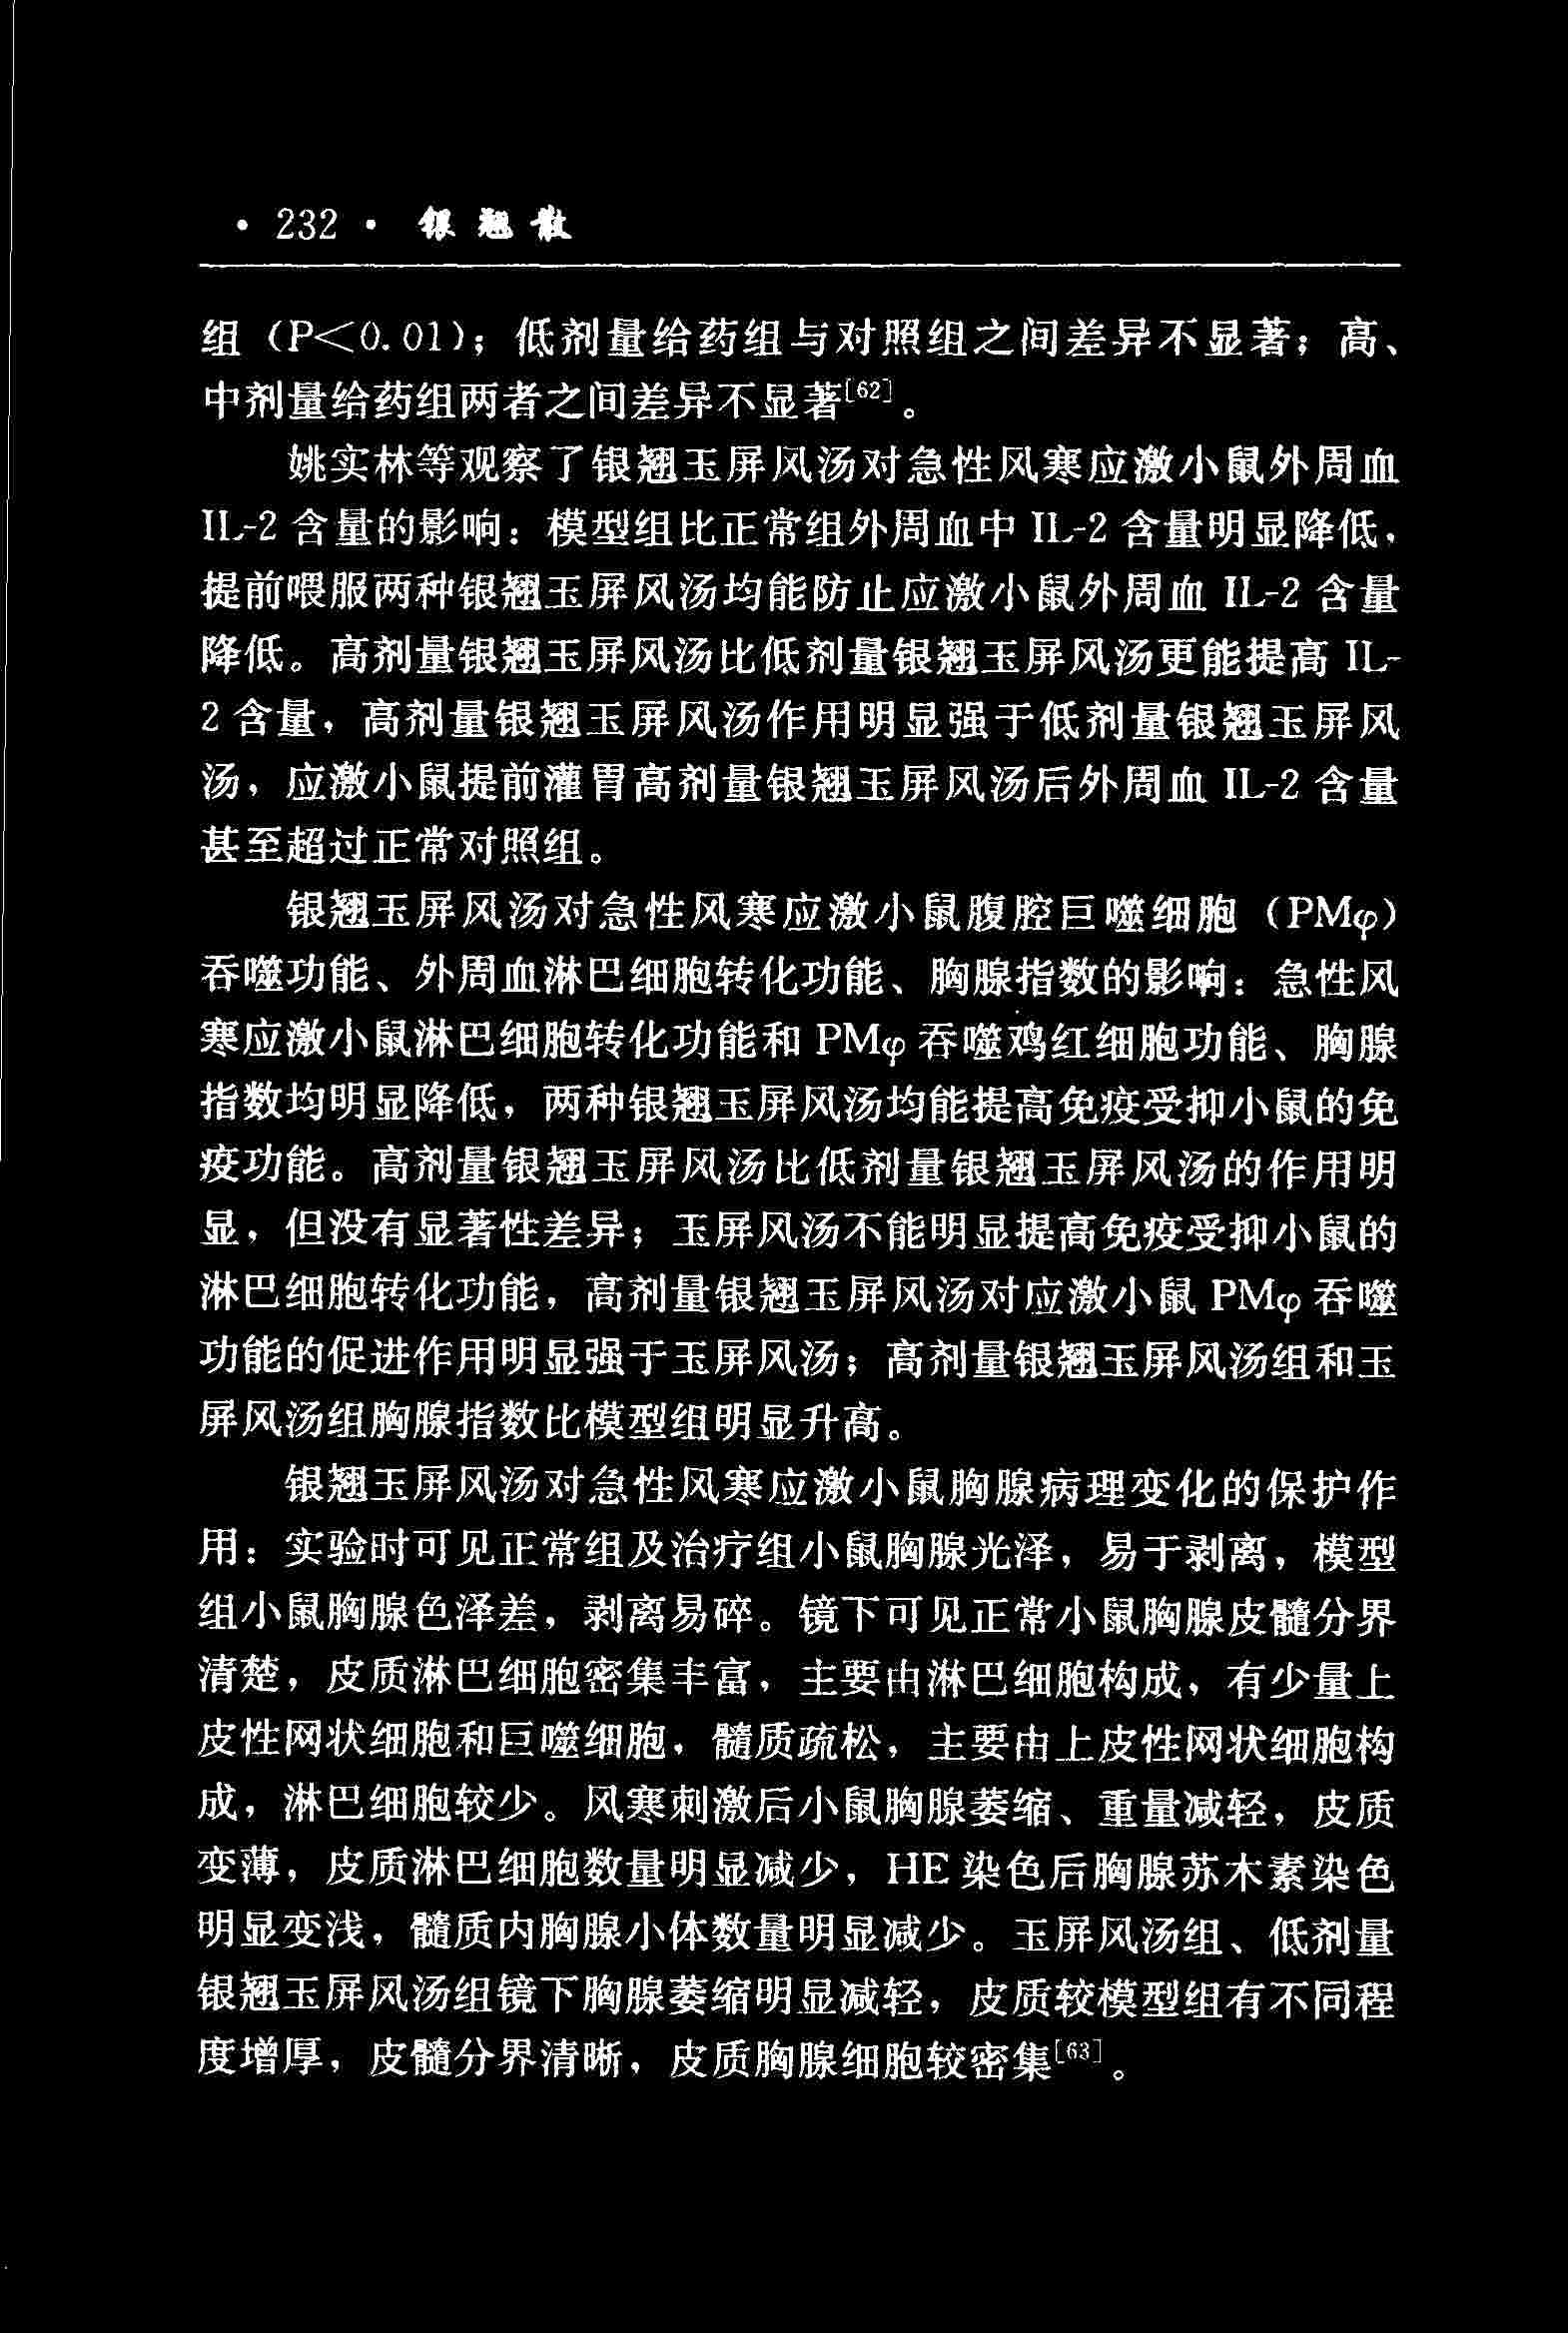 · 232 · 银翘散
组（P<0.01）；低剂量给药组与对照组之间差异不显著；高、
中剂量给药组两者之间差异不显著[62]。
姚实林等观察了银翘玉屏风汤对急性风寒应激小鼠外周血
IL-2 含量的影响：模型组比正常组外周血中 IL-2 含量明显降低，
提前喂服两种银翘玉屏风汤均能防止应激小鼠外周血 IL-2 含量
降低。高剂量银翘玉屏风汤比低剂量银翘玉屏风汤更能提高 IL-
2 含量，高剂量银翘玉屏风汤作用明显强于低剂量银翘玉屏风
汤，应激小鼠提前灌胃高剂量银翘玉屏风汤后外周血 IL-2 含量
甚至超过正常对照组。
银翘玉屏风汤对急性风寒应激小鼠腹腔巨噬细胞（PMφ）
吞噬功能、外周血淋巴细胞转化功能、胸腺指数的影响：急性风
寒应激小鼠淋巴细胞转化功能和 PMφ 吞噬鸡红细胞功能、胸腺
指数均明显降低，两种银翘玉屏风汤均能提高免疫受抑小鼠的免
疫功能。高剂量银翘玉屏风汤比低剂量银翘玉屏风汤的作用明
显，但没有显著性差异；玉屏风汤不能明显提高免疫受抑小鼠的
淋巴细胞转化功能，高剂量银翘玉屏风汤对应激小鼠 PMφ 吞噬
功能的促进作用明显强于玉屏风汤；高剂量银翘玉屏风汤组和玉
屏风汤组胸腺指数比模型组明显升高。
银翘玉屏风汤对急性风寒应激小鼠胸腺病理变化的保护作
用：实验时可见正常组及治疗组小鼠胸腺光泽，易于剥离，模型
组小鼠胸腺色泽差，剥离易碎。镜下可见正常小鼠胸腺皮髓分界
清楚，皮质淋巴细胞密集丰富，主要由淋巴细胞构成，有少量上
皮性网状细胞和巨噬细胞，髓质疏松，主要由上皮性网状细胞构
成，淋巴细胞较少。风寒刺激后小鼠胸腺萎缩、重量减轻，皮质
变薄，皮质淋巴细胞数量明显减少，HE 染色后胸腺苏木素染色
明显变浅，髓质内胸腺小体数量明显减少。玉屏风汤组、低剂量
银翘玉屏风汤组镜下胸腺萎缩明显减轻，皮质较模型组有不同程
度增厚，皮髓分界清晰，皮质胸腺细胞较密集[63]。